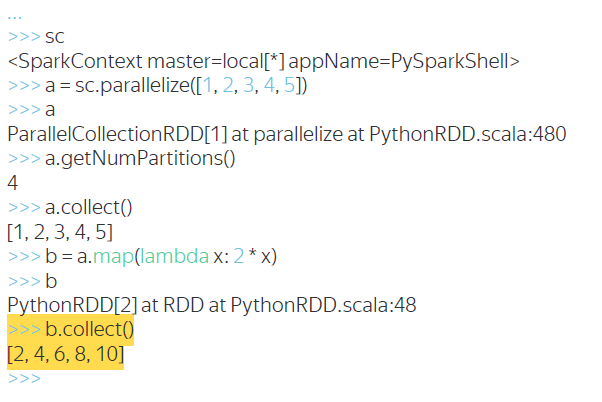 ...
>>> sc
<SparkContext master=local[*] appName=PySparkShell>
>>> a = sc.parallelize([1, 2, 3, 4, 5])
>>> a
ParallelCollectionRDD[1] at parallelize at PythonRDD.scala:480
>>> a.getNumPartitions()
4
>>> a.collect()
[1, 2, 3, 4, 5]
>>> b = a.map(lambda x: 2 * x)
>>> b
PythonRDD[2] at RDD at PythonRDD.scala:48
>>> b.collect()
[2, 4, 6, 8, 10]
>>>